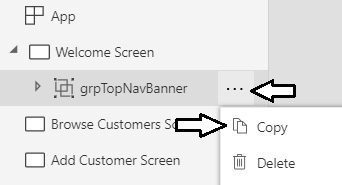 App
Welcome Screen
grpTopNavBanner
...
Browse Customers Sc
Copy
Add Customer Screen
Delete